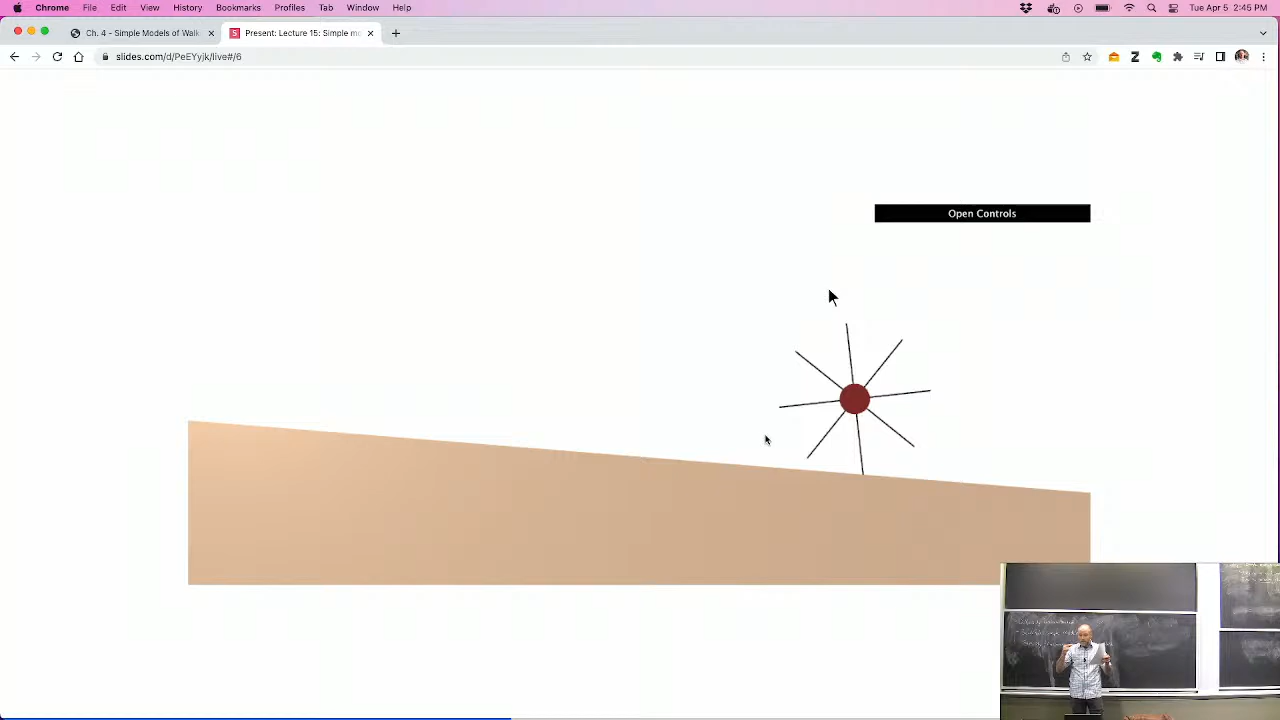 Chrome File Edit View History Bookmarks Profiles Tab Window Help Tue Apr 5 2:45 PM
Ch. 4 - Simple Models of Walk Present: Lecture 15: Simple mo
slides.com/d/PeEYyjk/live#/6
Open Controls